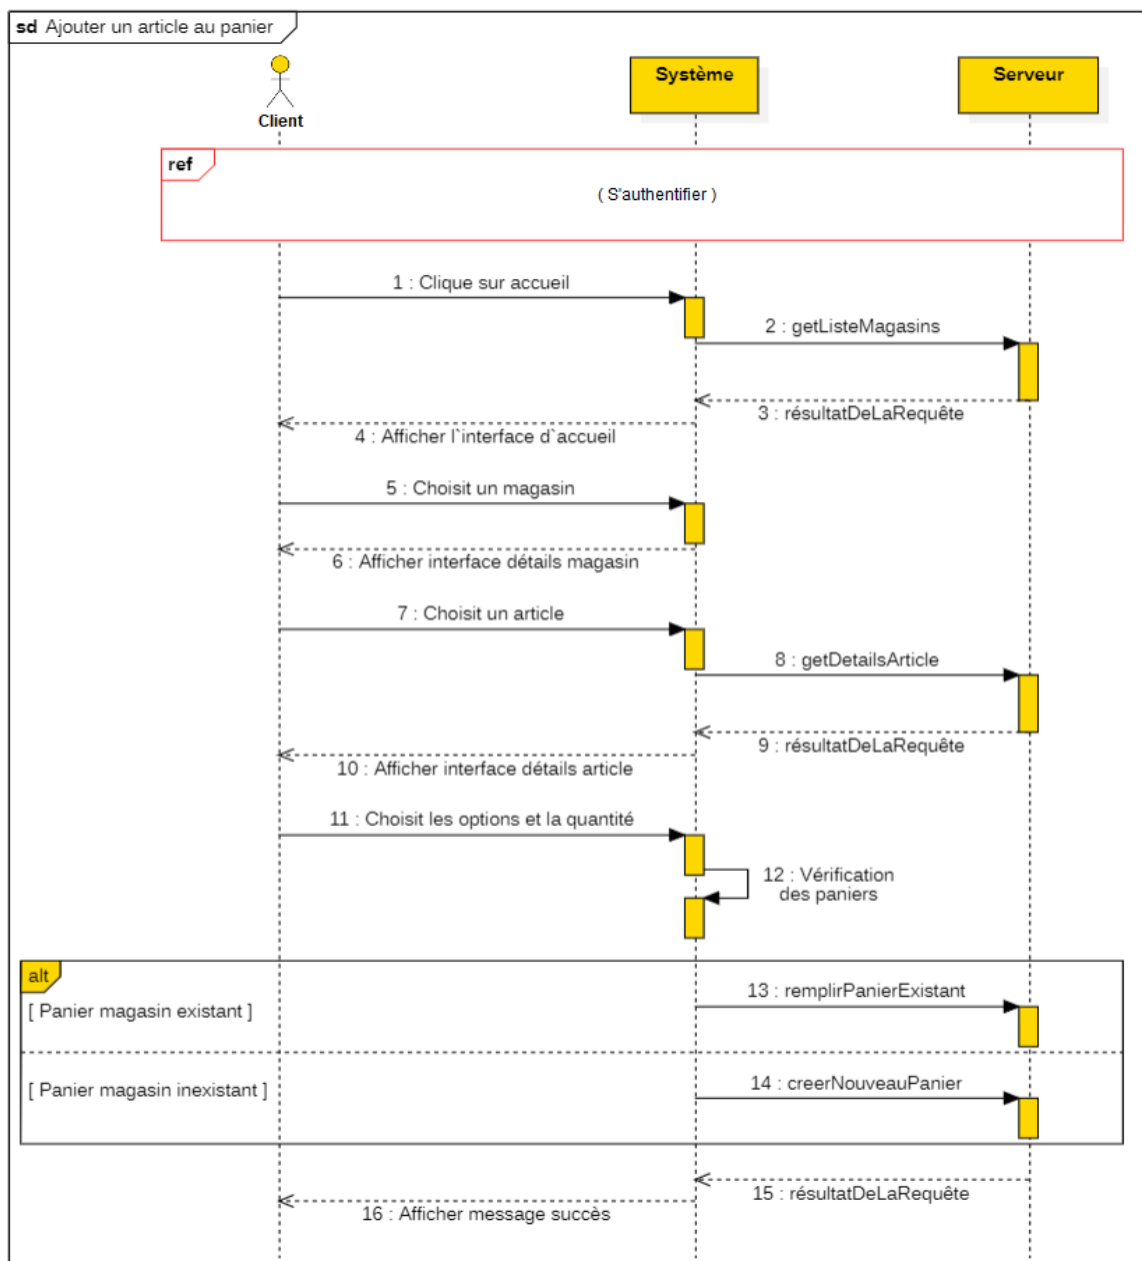 sd Ajouter un article au panier
Client
Système
Serveur
ref
( S'authentifier )
1 : Clique sur accueil
2 : getListeMagasins
3 : résultatDeLaRequête
4 : Afficher l`interface d`accueil
5 : Choisit un magasin
6 : Afficher interface détails magasin
7 : Choisit un article
8 : getDetailsArticle
9 : résultatDeLaRequête
10 : Afficher interface détails article
11 : Choisit les options et la quantité
12 : Vérification
des paniers
alt
[ Panier magasin existant ]
13 : remplirPanierExistant
[ Panier magasin inexistant ]
14 : creerNouveauPanier
15 : résultatDeLaRequête
16 : Afficher message succès